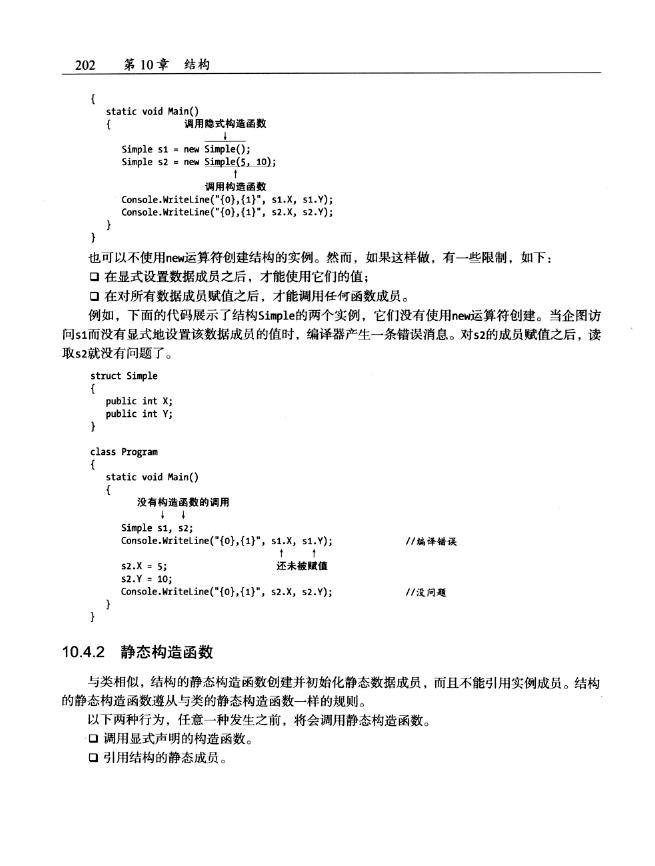 202 第 10 章 结构
{
static void Main()
{ 调用隐式构造函数
↓
Simple s1 = new Simple();
Simple s2 = new Simple(5, 10);
↑
调用构造函数
Console.WriteLine("{0},{1}", s1.X, s1.Y);
Console.WriteLine("{0},{1}", s2.X, s2.Y);
}
}
也可以不使用new运算符创建结构的实例。然而，如果这样做，有一些限制，如下：
❑ 在显式设置数据成员之后，才能使用它们的值；
❑ 在对所有数据成员赋值之后，才能调用任何函数成员。
例如，下面的代码展示了结构Simple的两个实例，它们没有使用new运算符创建。当企图访
问s1而没有显式地设置该数据成员的值时，编译器产生一条错误消息。对s2的成员赋值之后，读
取s2就没有问题了。
struct Simple
{
public int X;
public int Y;
}
class Program
{
static void Main()
{
没有构造函数的调用
↓ ↓
Simple s1, s2;
Console.WriteLine("{0},{1}", s1.X, s1.Y); //编译错误
↑ ↑
s2.X = 5; 还未被赋值
s2.Y = 10;
Console.WriteLine("{0},{1}", s2.X, s2.Y); //没问题
}
}
10.4.2 静态构造函数
与类相似，结构的静态构造函数创建并初始化静态数据成员，而且不能引用实例成员。结构
的静态构造函数遵从与类的静态构造函数一样的规则。
以下两种行为，任意一种发生之前，将会调用静态构造函数。
❑ 调用显式声明的构造函数。
❑ 引用结构的静态成员。